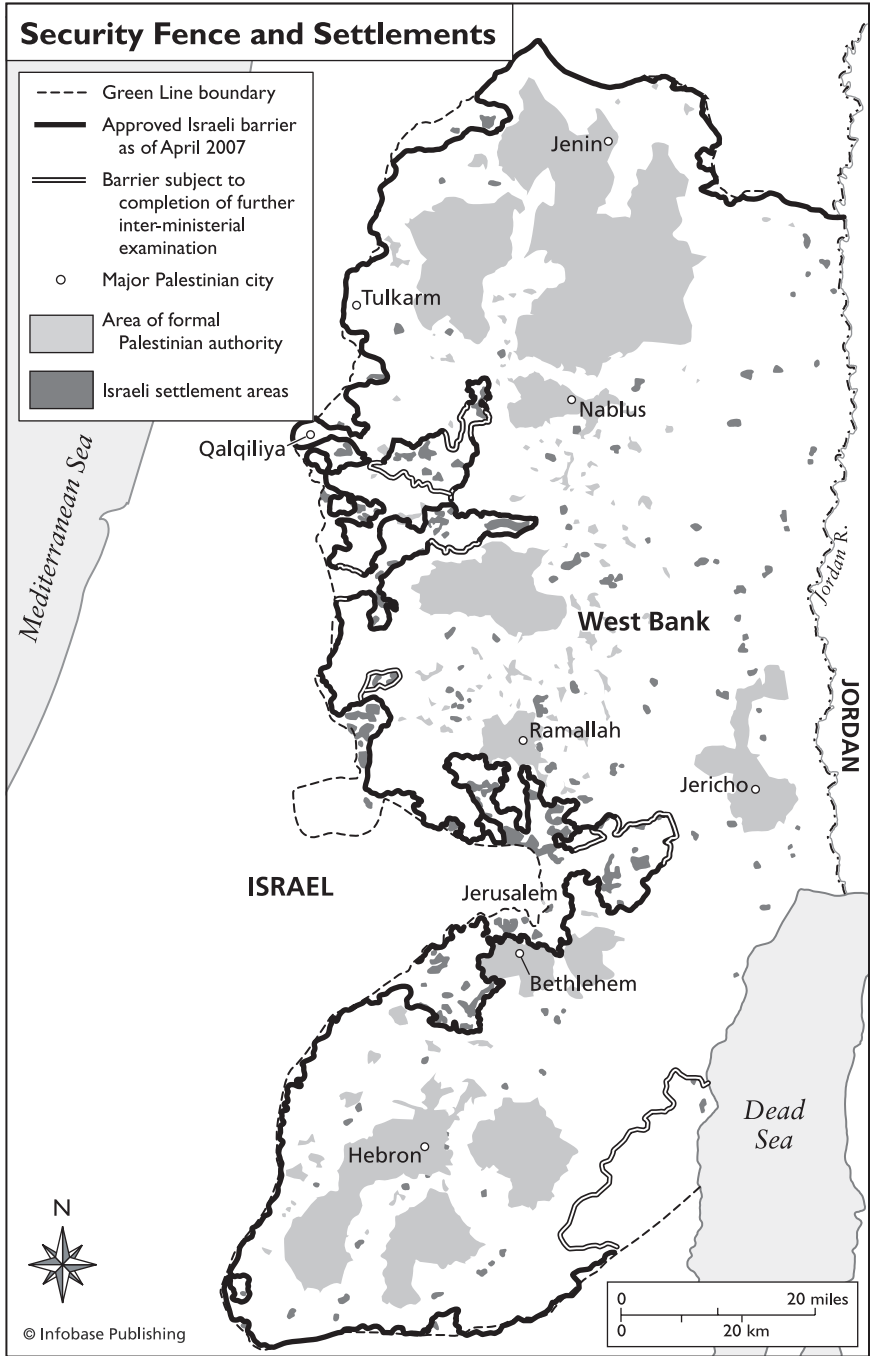 Security Fence and Settlements
Green Line boundary
Approved Israeli barrier
as of April 2007
Barrier subject to
completion of further
inter-ministerial
examination
Major Palestinian city
Area of formal
Palestinian authority
Israeli settlement areas
Jenin
Tulkarm
Nablus
Qalqiliya
Mediterranean Sea
Jordan R.
West Bank
JORDAN
Ramallah
Jericho
ISRAEL
Jerusalem
Bethlehem
Dead
Sea
Hebron
N
0 20 miles
0 20 km
© Infobase Publishing